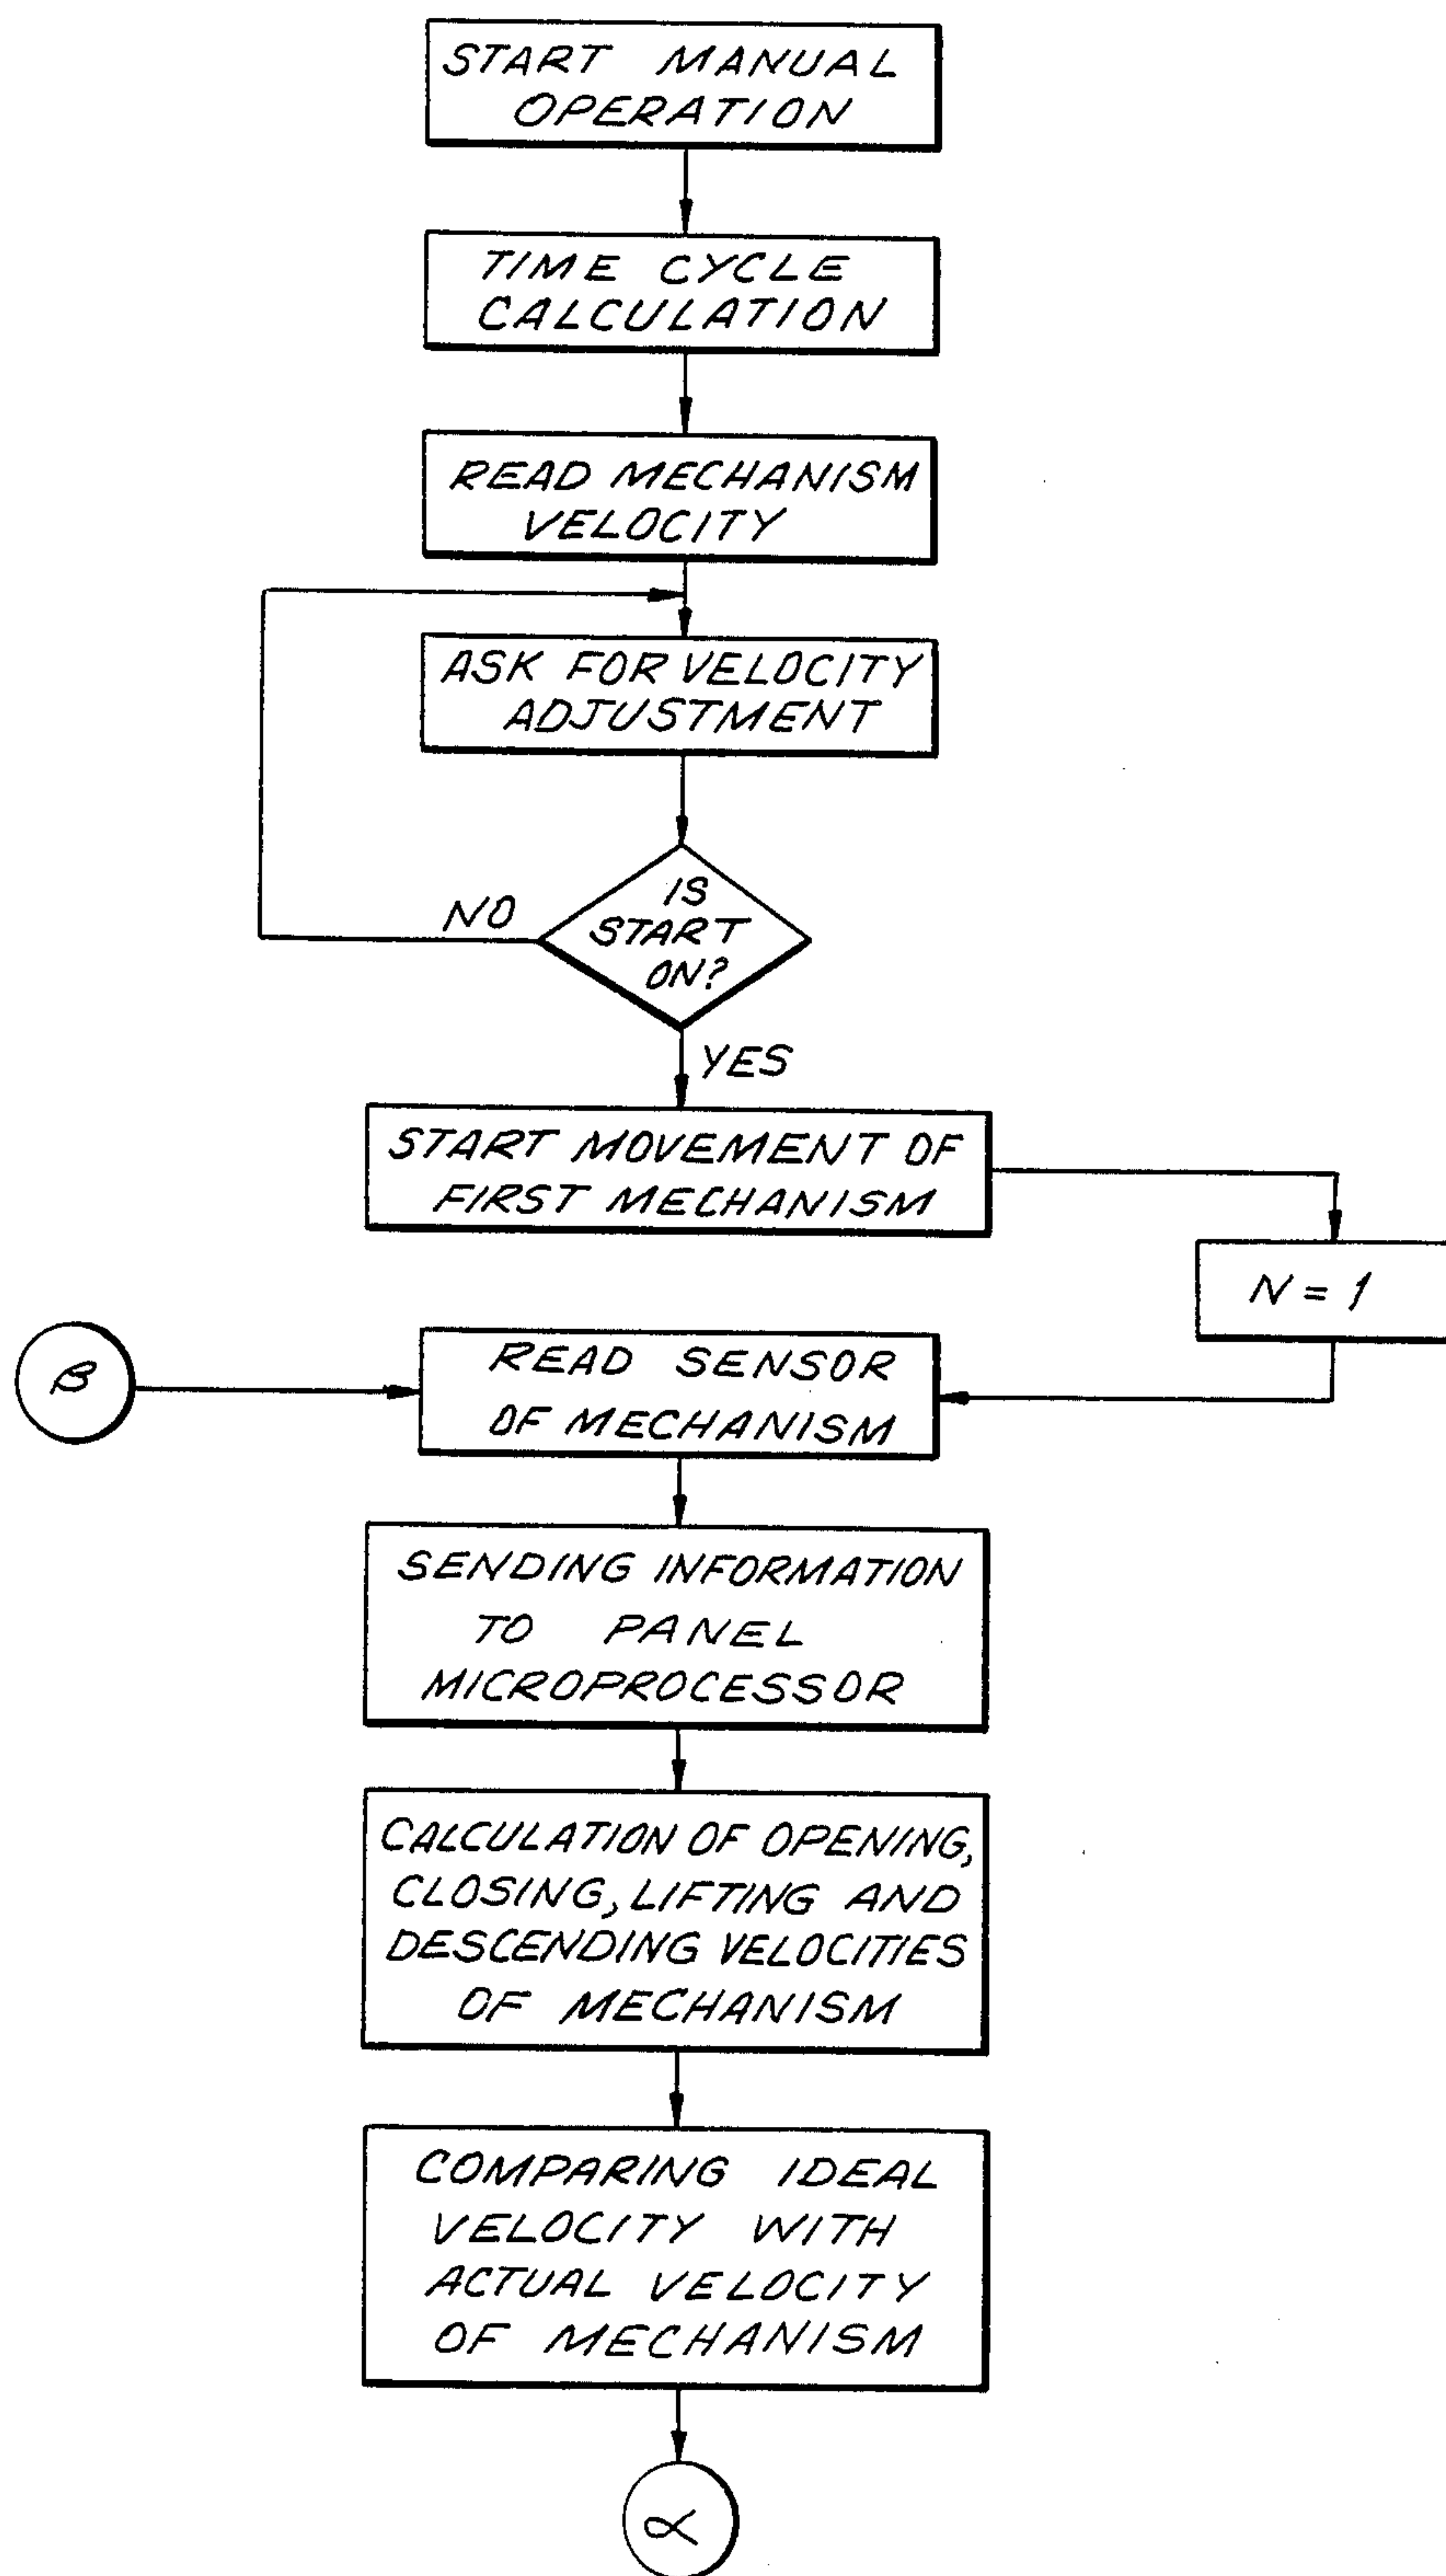 START MANUAL
OPERATION
TIME CYCLE
CALCULATION
READ MECHANISM
VELOCITY
ASK FOR VELOCITY
ADJUSTMENT
IS
START
ON?
NO
YES
START MOVEMENT OF
FIRST MECHANISM
N = 1
β
READ SENSOR
OF MECHANISM
SENDING INFORMATION
TO PANEL
MICROPROCESSOR
CALCULATION OF OPENING,
CLOSING, LIFTING AND
DESCENDING VELOCITIES
OF MECHANISM
COMPARING IDEAL
VELOCITY WITH
ACTUAL VELOCITY
OF MECHANISM
α